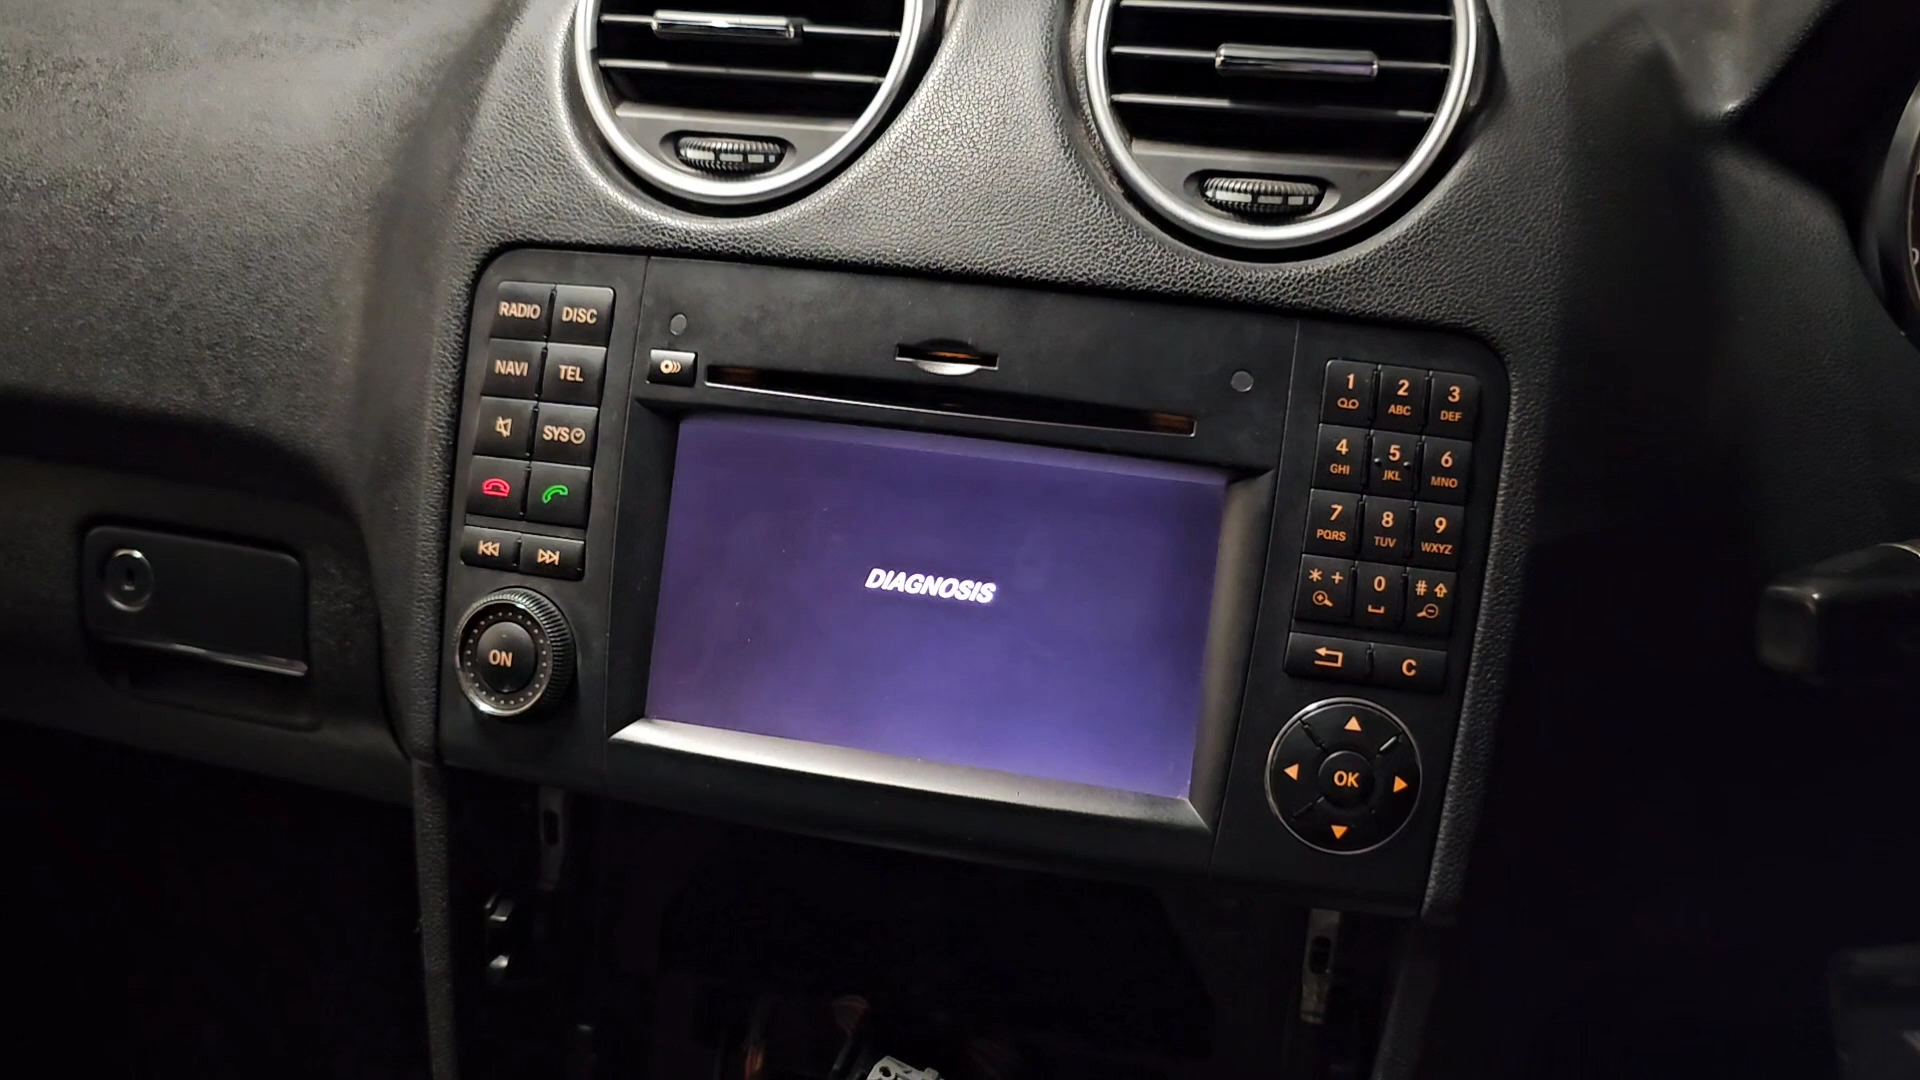 RADIO DISC
NAVI TEL
SYS
ON
DIAGNOSIS
1 2 ABC 3 DEF
4 GHI 5 JKL 6 MNO
7 PQRS 8 TUV 9 WXYZ
* + 0 #
C
OK